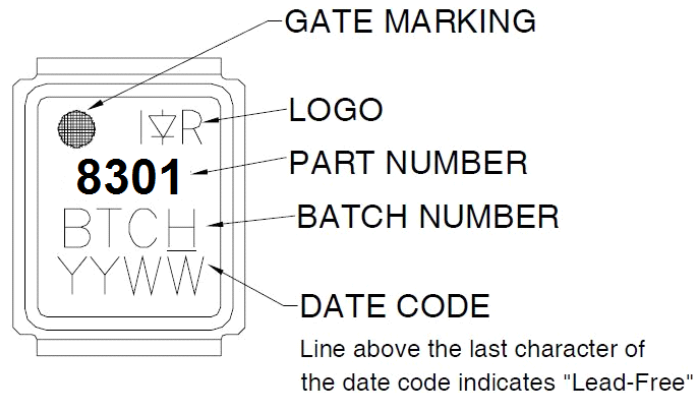 GATE MARKING
I R
LOGO
8301
PART NUMBER
BTCH
BATCH NUMBER
YYWW
DATE CODE
Line above the last character of
the date code indicates "Lead-Free"